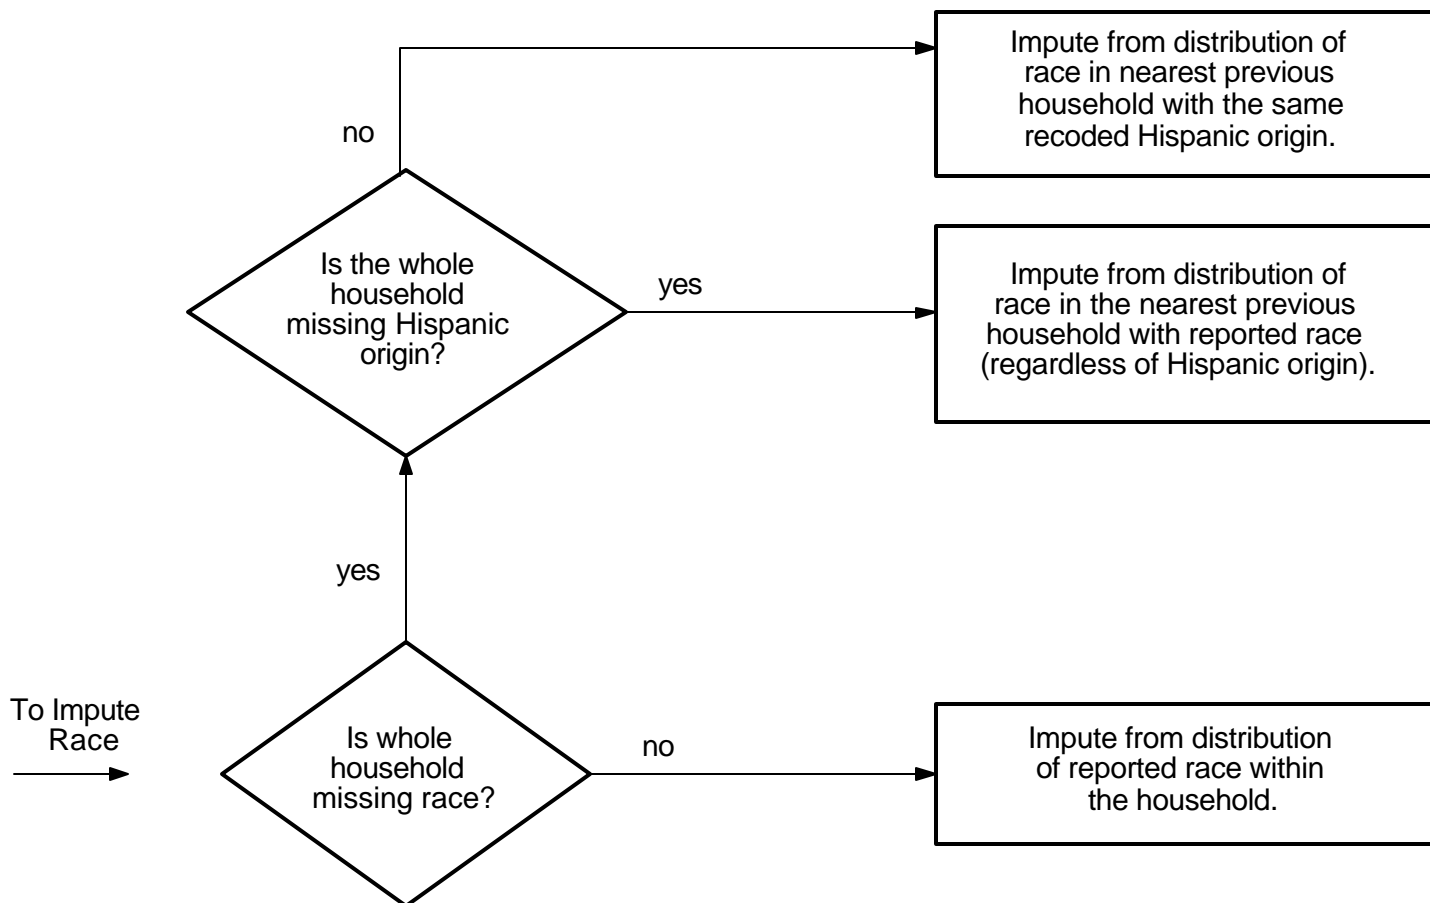 Impute from distribution of
race in nearest previous
household with the same
recoded Hispanic origin.
no
Is the whole
household
missing Hispanic
origin?
yes
Impute from distribution of
race in the nearest previous
household with reported race
(regardless of Hispanic origin).
yes
To Impute
Race
Is whole
household
missing race?
no
Impute from distribution
of reported race within
the household.